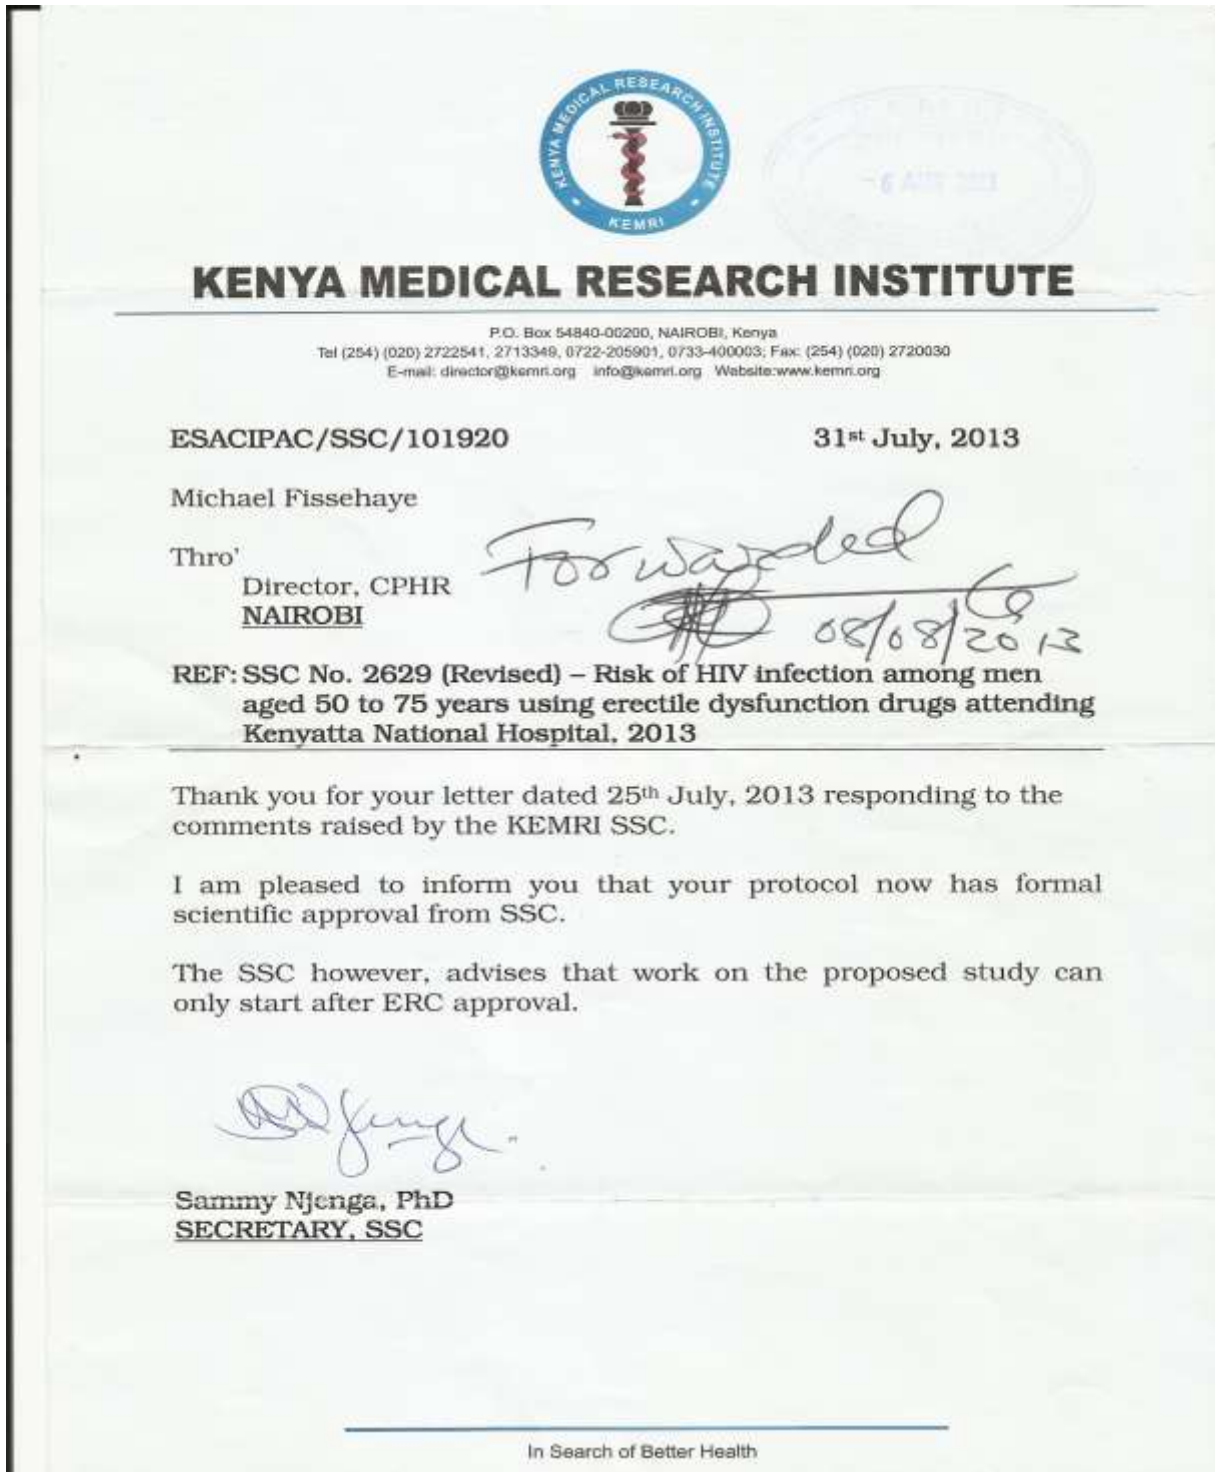 KENYA MEDICAL RESEARCH INSTITUTE
KEMRI
- 6 AUG 2013
KENYA MEDICAL RESEARCH INSTITUTE
P.O. Box 54840-00200, NAIROBI, Kenya
Tel (254) (020) 2722541, 2713349, 0722-205901, 0733-400003; Fax: (254) (020) 2720030
E-mail: director@kemri.org info@kemri.org Website:www.kemri.org
ESACIPAC/SSC/101920 31st July, 2013
Michael Fissehaye
Thro'
Director, CPHR
NAIROBI
Forwarded
08/08/2013
REF: SSC No. 2629 (Revised) – Risk of HIV infection among men
aged 50 to 75 years using erectile dysfunction drugs attending
Kenyatta National Hospital, 2013
Thank you for your letter dated 25th July, 2013 responding to the
comments raised by the KEMRI SSC.
I am pleased to inform you that your protocol now has formal
scientific approval from SSC.
The SSC however, advises that work on the proposed study can
only start after ERC approval.
Sammy Njenga, PhD
SECRETARY, SSC
In Search of Better Health